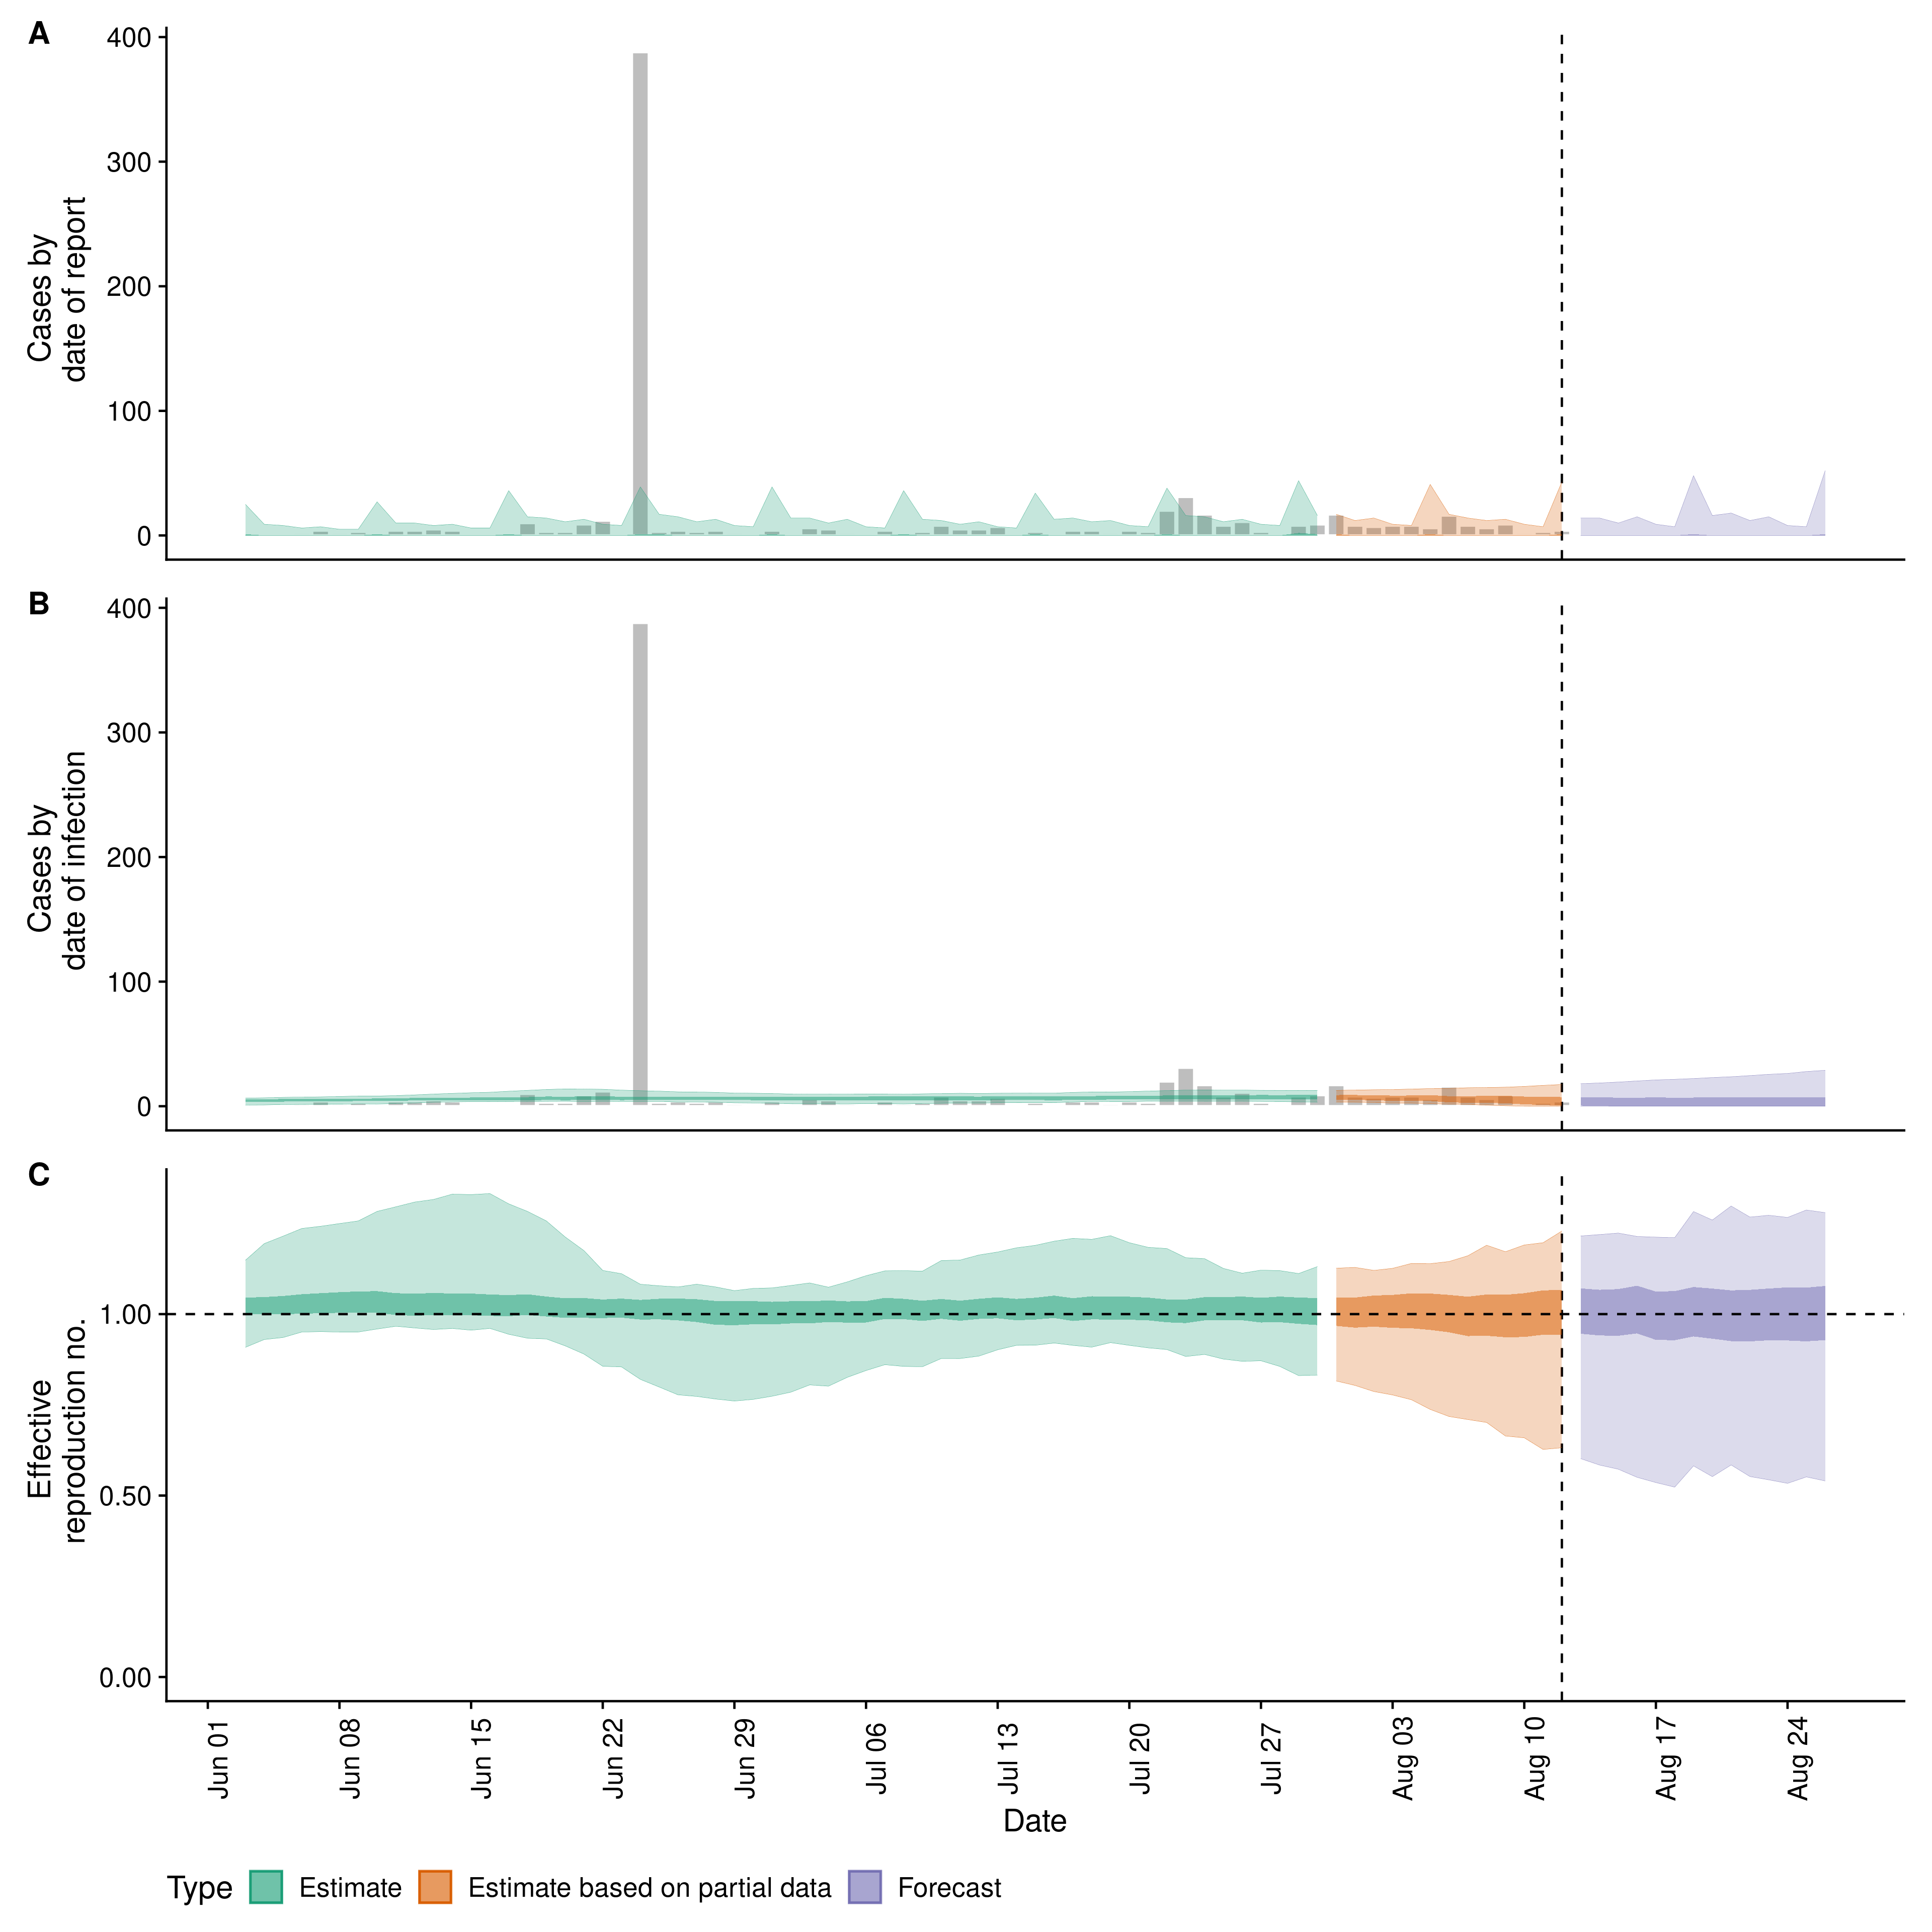 A
Cases by
date of report
400
300
200
100
0
B
Cases by
date of infection
400
300
200
100
0
C
Effective
reproduction no.
1.00
0.50
0.00
Jun 01
Jun 08
Jun 15
Jun 22
Jun 29
Jul 06
Jul 13
Jul 20
Jul 27
Aug 03
Aug 10
Aug 17
Aug 24
Date
Type Estimate Estimate based on partial data Forecast